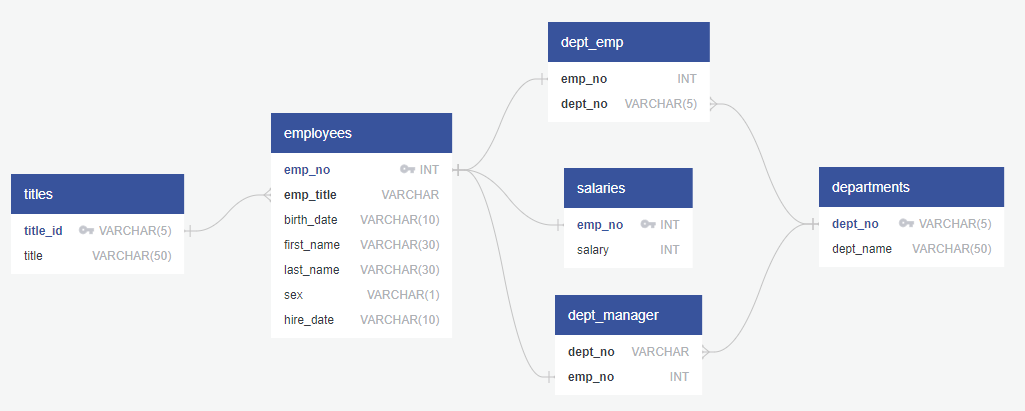 titles
title_id VARCHAR(5)
title VARCHAR(50)
employees
emp_no INT
emp_title VARCHAR
birth_date VARCHAR(10)
first_name VARCHAR(30)
last_name VARCHAR(30)
sex VARCHAR(1)
hire_date VARCHAR(10)
dept_emp
emp_no INT
dept_no VARCHAR(5)
salaries
emp_no INT
salary INT
dept_manager
dept_no VARCHAR
emp_no INT
departments
dept_no VARCHAR(5)
dept_name VARCHAR(50)